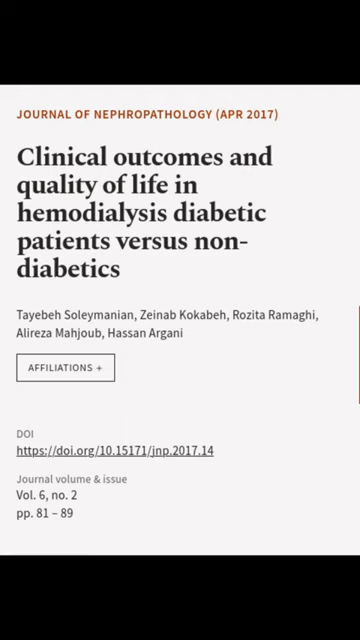 JOURNAL OF NEPHROPATHOLOGY (APR 2017)
Clinical outcomes and
quality of life in
hemodialysis diabetic
patients versus non-
diabetics
Tayebeh Soleymanian, Zeinab Kokabeh, Rozita Ramaghi,
Alireza Mahjoub, Hassan Argani
AFFILIATIONS +
DOI
https://doi.org/10.15171/jnp.2017.14
Journal volume & issue
Vol. 6, no. 2
pp. 81 – 89